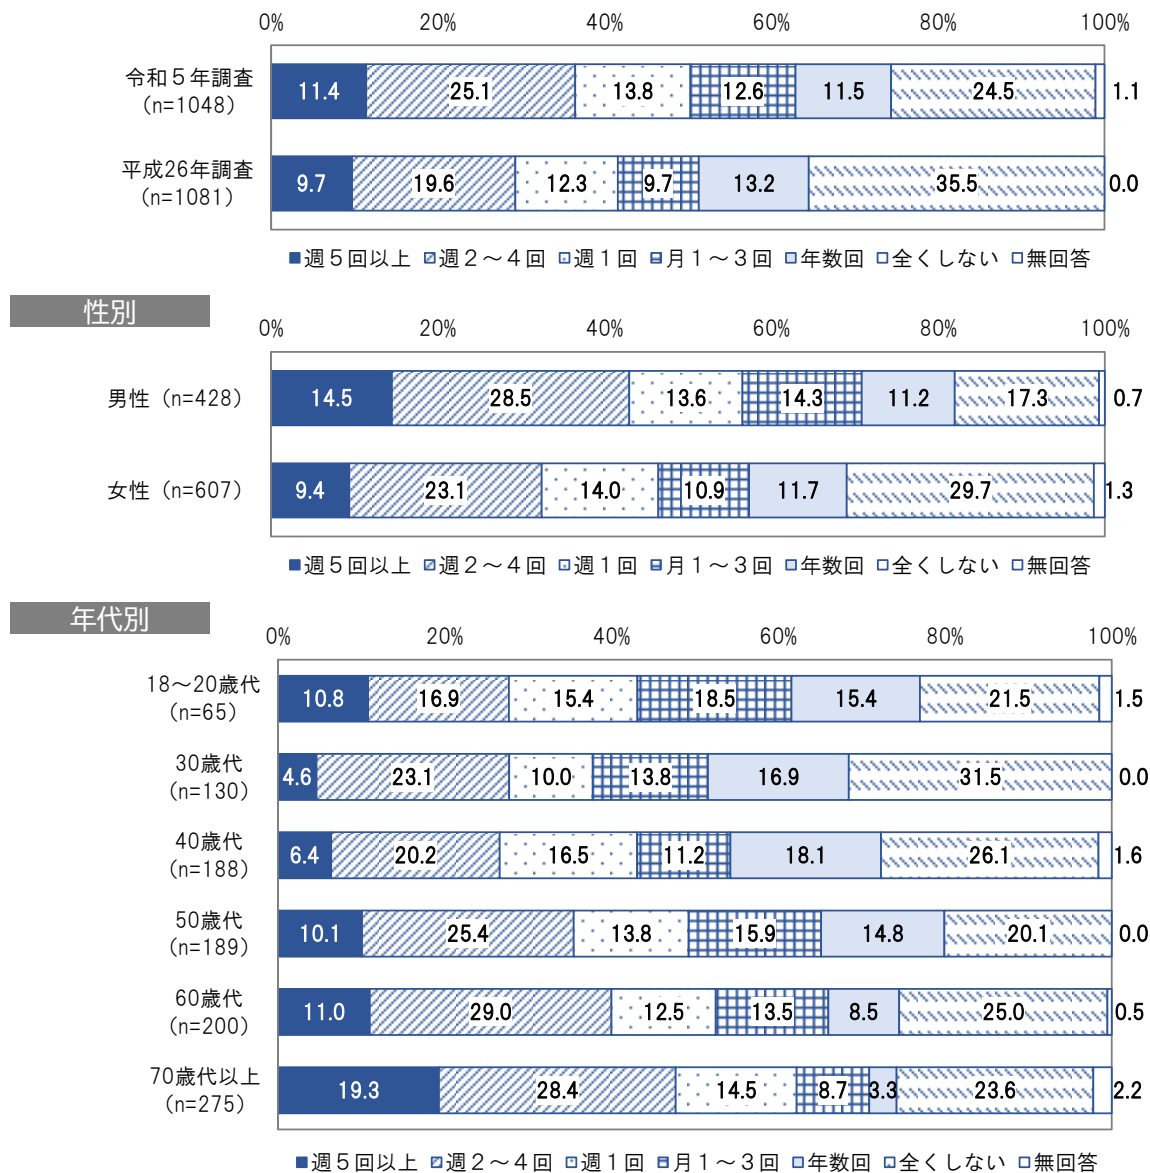 0% 20% 40% 60% 80% 100%
令和５年調査
(n=1048)
11.4 25.1 13.8 12.6 11.5 24.5 1.1
平成26年調査
(n=1081)
9.7 19.6 12.3 9.7 13.2 35.5 0.0
週５回以上 週２～４回 週１回 月１～３回 年数回 全くしない 無回答
性別
0% 20% 40% 60% 80% 100%
男性 (n=428) 14.5 28.5 13.6 14.3 11.2 17.3 0.7
女性 (n=607) 9.4 23.1 14.0 10.9 11.7 29.7 1.3
週５回以上 週２～４回 週１回 月１～３回 年数回 全くしない 無回答
年代別
0% 20% 40% 60% 80% 100%
18～20歳代
(n=65)
10.8 16.9 15.4 18.5 15.4 21.5 1.5
30歳代
(n=130)
4.6 23.1 10.0 13.8 16.9 31.5 0.0
40歳代
(n=188)
6.4 20.2 16.5 11.2 18.1 26.1 1.6
50歳代
(n=189)
10.1 25.4 13.8 15.9 14.8 20.1 0.0
60歳代
(n=200)
11.0 29.0 12.5 13.5 8.5 25.0 0.5
70歳代以上
(n=275)
19.3 28.4 14.5 8.7 3.3 23.6 2.2
週５回以上 週２～４回 週１回 月１～３回 年数回 全くしない 無回答